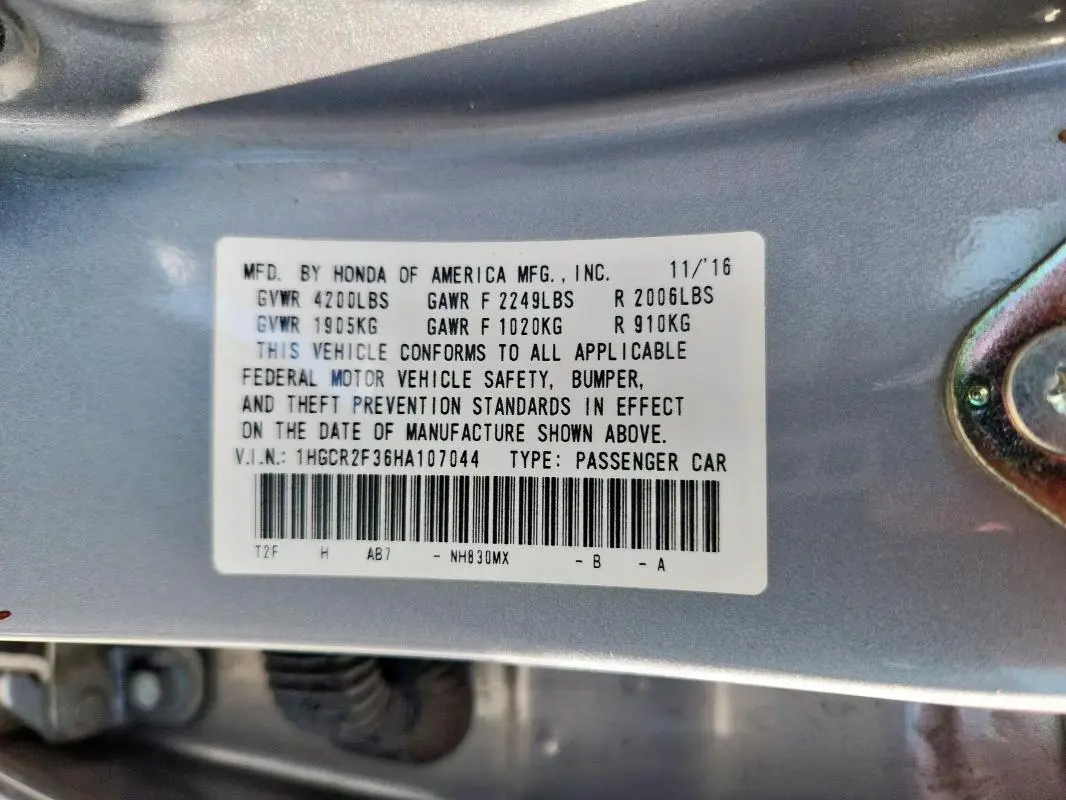 MFD. BY HONDA OF AMERICA MFG., INC. 11/'16
GVWR 4200LBS GAWR F 2249LBS R 2006LBS
GVWR 1905KG GAWR F 1020KG R 910KG
THIS VEHICLE CONFORMS TO ALL APPLICABLE
FEDERAL MOTOR VEHICLE SAFETY, BUMPER,
AND THEFT PREVENTION STANDARDS IN EFFECT
ON THE DATE OF MANUFACTURE SHOWN ABOVE.
V.I.N.: 1HGCR2F36HA107044 TYPE: PASSENGER CAR
T2F H AB7 - NH830MX - B - A